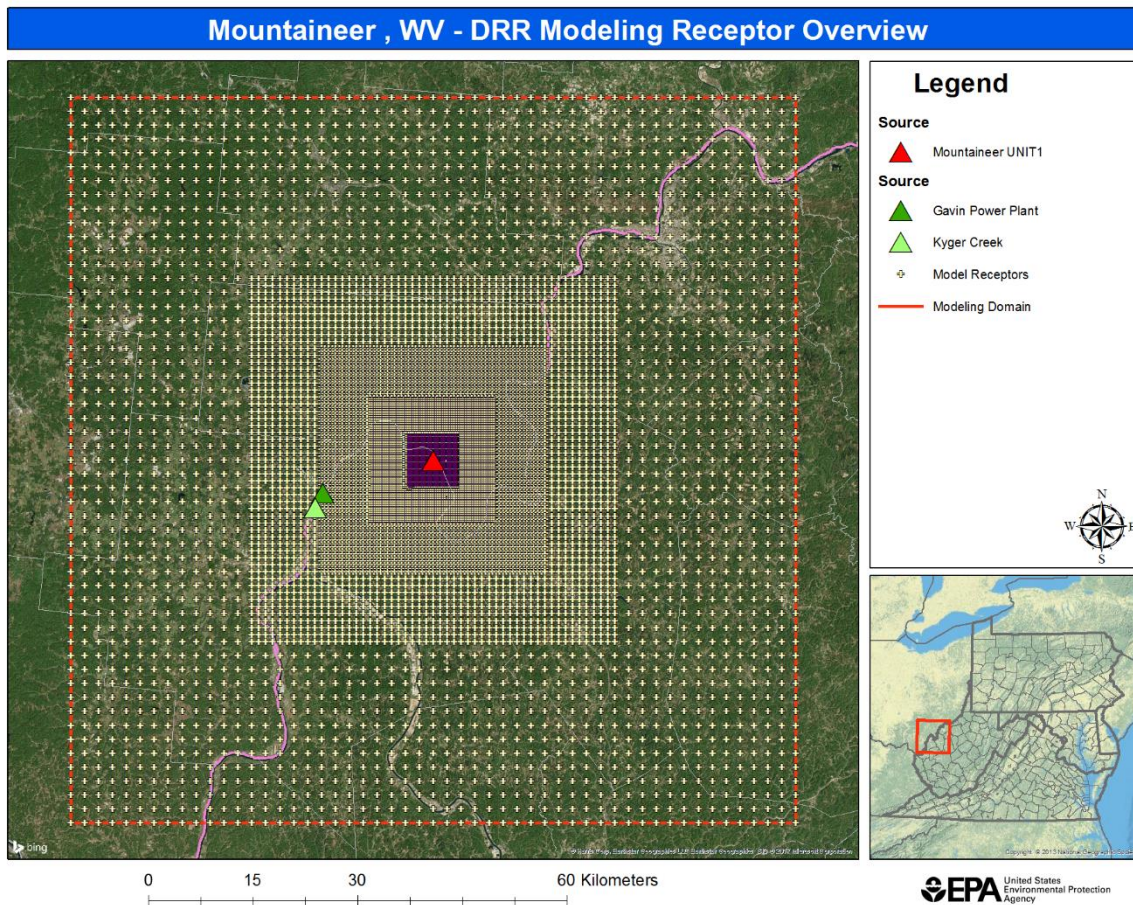 Mountaineer , WV - DRR Modeling Receptor Overview
Legend
Source
Mountaineer UNIT1
Source
Gavin Power Plant
Kyger Creek
Model Receptors
Modeling Domain
N
W
E
S
bing
0 15 30 60 Kilometers
EPA
United States
Environmental Protection
Agency